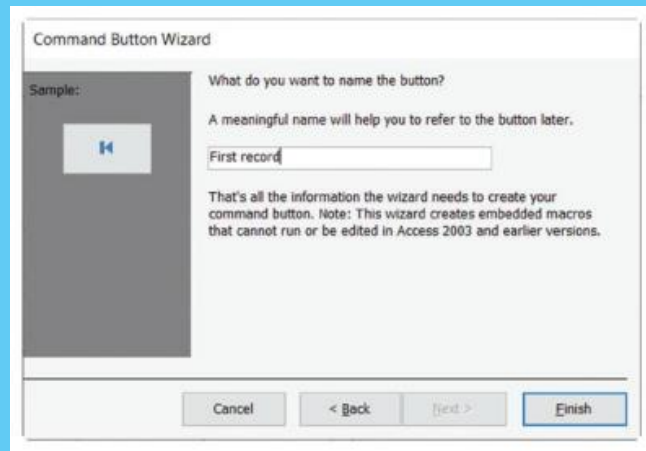 Command Button Wizard
Sample:
What do you want to name the button?
A meaningful name will help you to refer to the button later.
First record
That's all the information the wizard needs to create your
command button. Note: This wizard creates embedded macros
that cannot run or be edited in Access 2003 and earlier versions.
Cancel
< Back
Next >
Finish